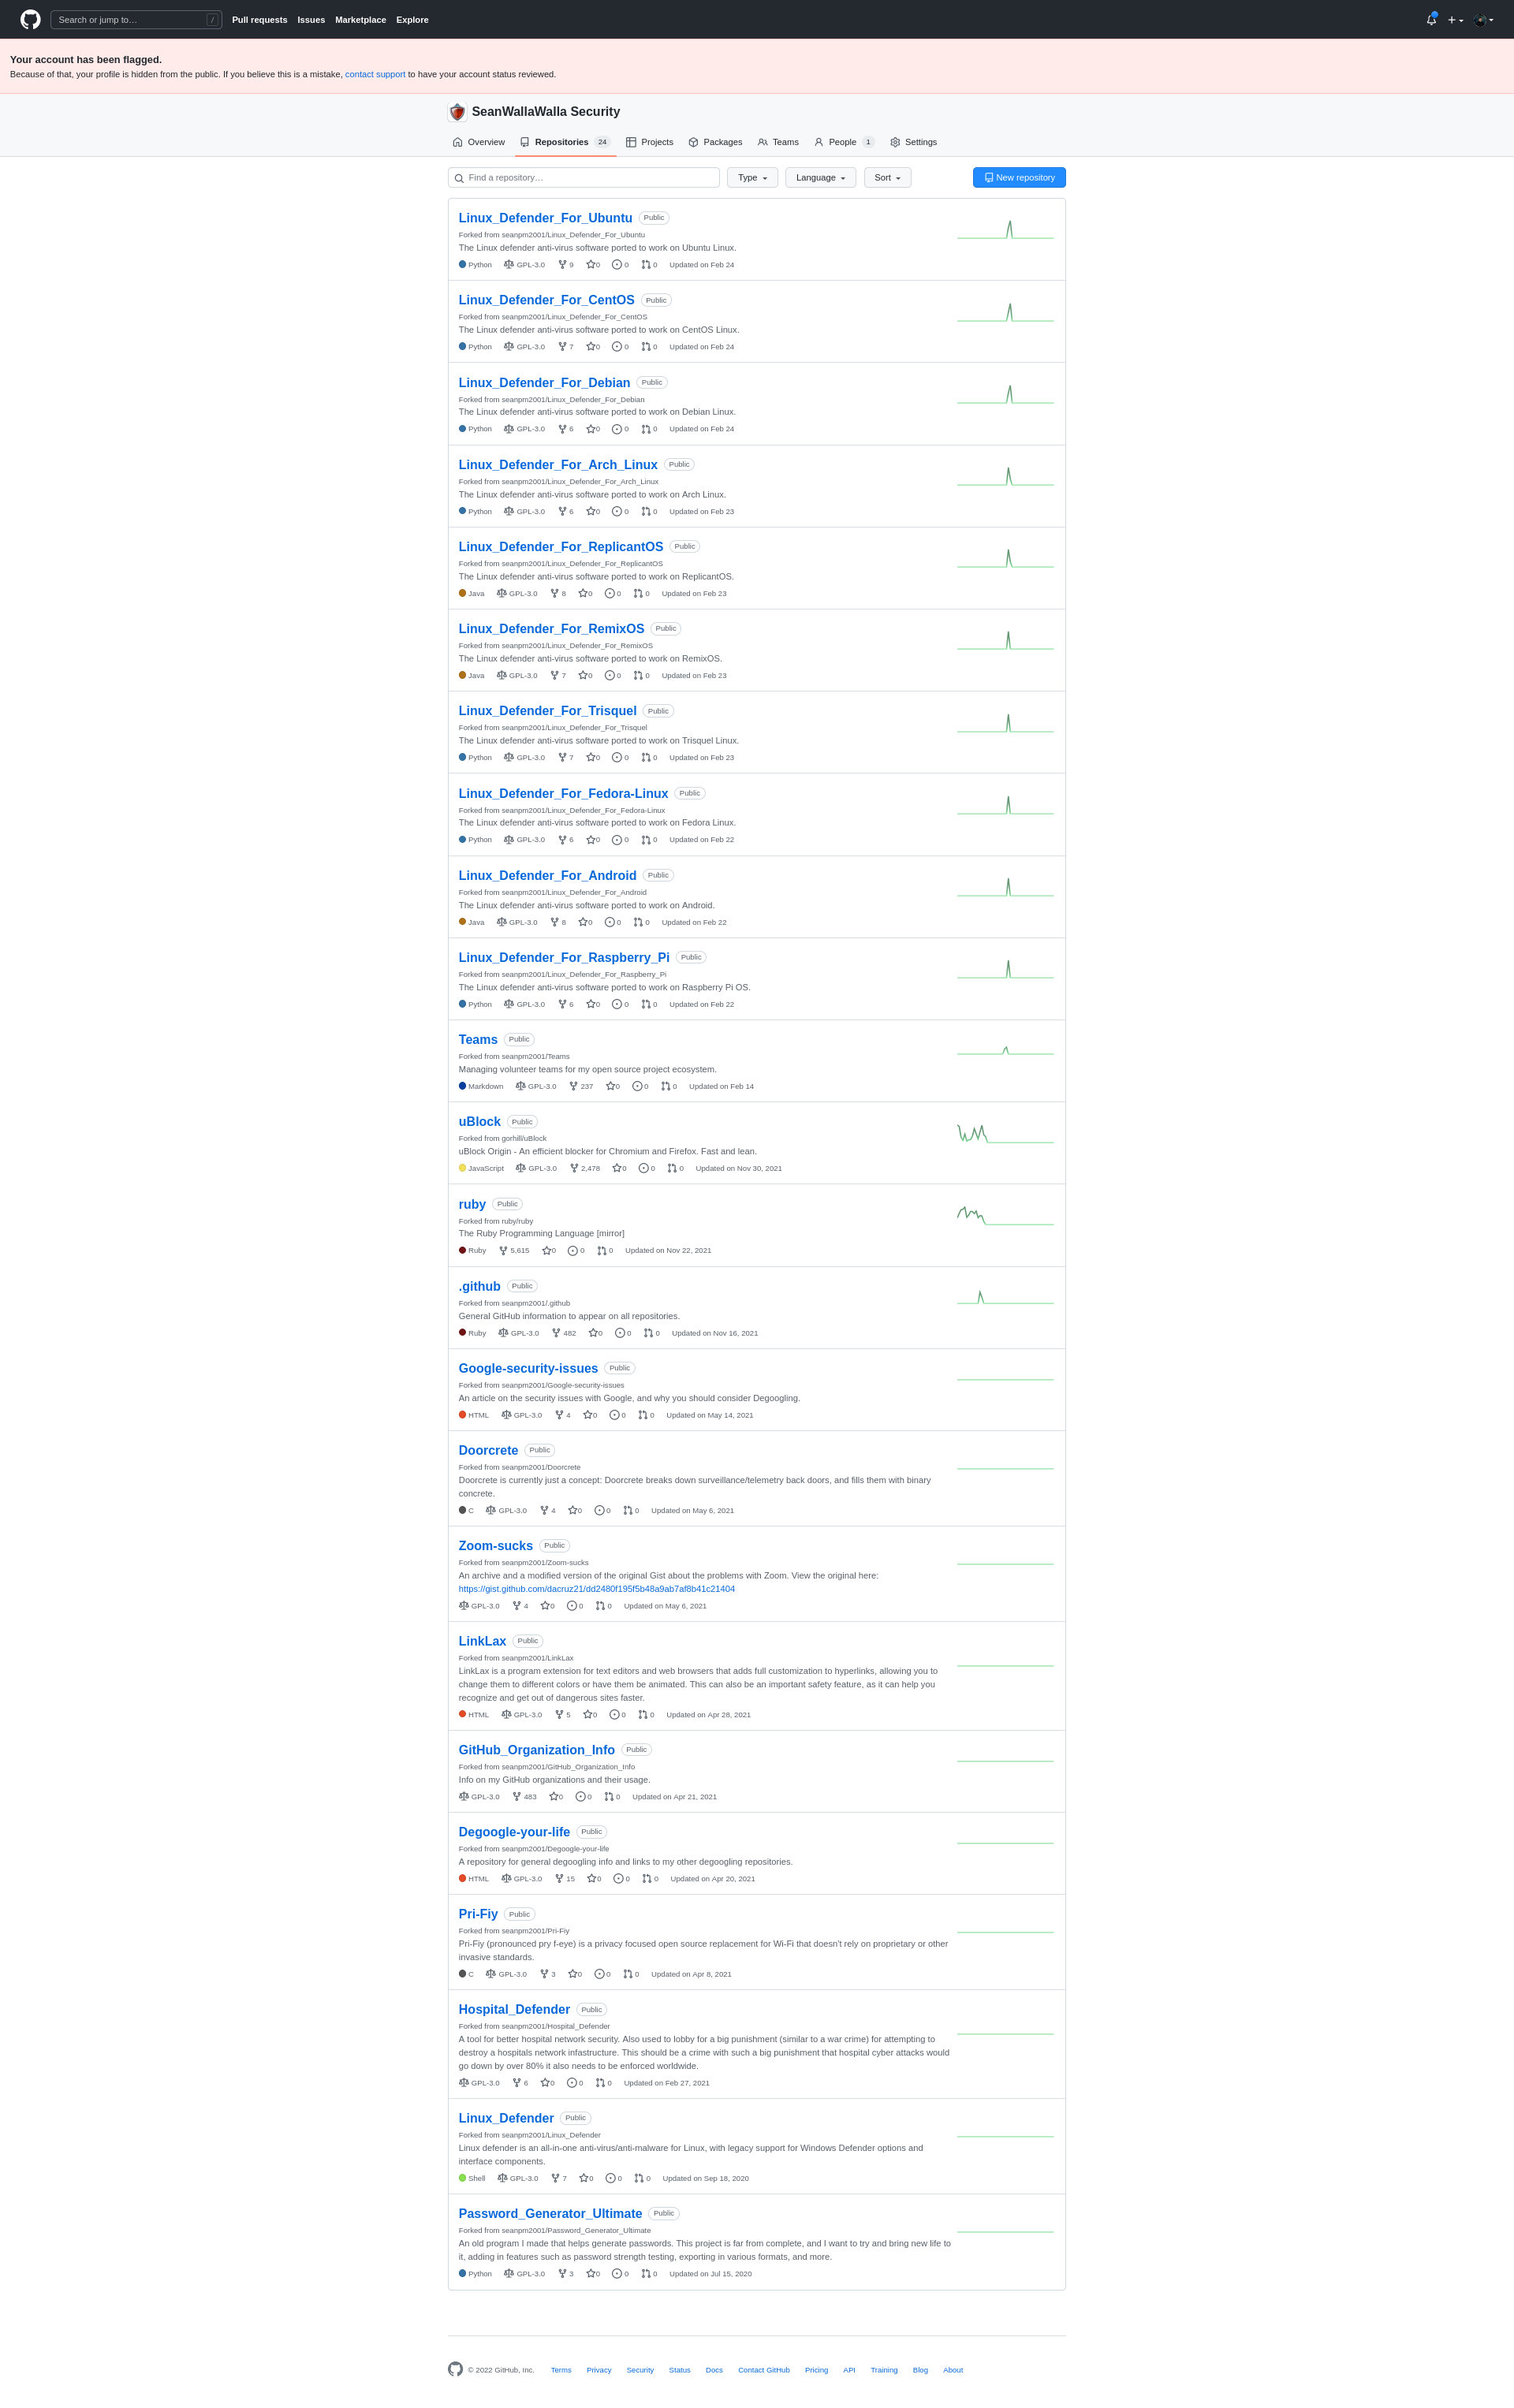 Search or jump to… /
Pull requests Issues Marketplace Explore
Your account has been flagged.
Because of that, your profile is hidden from the public. If you believe this is a mistake, contact support to have your account status reviewed.
SeanWallaWalla Security
Overview Repositories 24 Projects Packages Teams People 1 Settings
Find a repository… Type Language Sort New repository
Linux_Defender_For_Ubuntu Public
Forked from seanpm2001/Linux_Defender_For_Ubuntu
The Linux defender anti-virus software ported to work on Ubuntu Linux.
Python GPL-3.0 9 0 0 0 Updated on Feb 24
Linux_Defender_For_CentOS Public
Forked from seanpm2001/Linux_Defender_For_CentOS
The Linux defender anti-virus software ported to work on CentOS Linux.
Python GPL-3.0 7 0 0 0 Updated on Feb 24
Linux_Defender_For_Debian Public
Forked from seanpm2001/Linux_Defender_For_Debian
The Linux defender anti-virus software ported to work on Debian Linux.
Python GPL-3.0 6 0 0 0 Updated on Feb 24
Linux_Defender_For_Arch_Linux Public
Forked from seanpm2001/Linux_Defender_For_Arch_Linux
The Linux defender anti-virus software ported to work on Arch Linux.
Python GPL-3.0 6 0 0 0 Updated on Feb 23
Linux_Defender_For_ReplicantOS Public
Forked from seanpm2001/Linux_Defender_For_ReplicantOS
The Linux defender anti-virus software ported to work on ReplicantOS.
Java GPL-3.0 8 0 0 0 Updated on Feb 23
Linux_Defender_For_RemixOS Public
Forked from seanpm2001/Linux_Defender_For_RemixOS
The Linux defender anti-virus software ported to work on RemixOS.
Java GPL-3.0 7 0 0 0 Updated on Feb 23
Linux_Defender_For_Trisquel Public
Forked from seanpm2001/Linux_Defender_For_Trisquel
The Linux defender anti-virus software ported to work on Trisquel Linux.
Python GPL-3.0 7 0 0 0 Updated on Feb 23
Linux_Defender_For_Fedora-Linux Public
Forked from seanpm2001/Linux_Defender_For_Fedora-Linux
The Linux defender anti-virus software ported to work on Fedora Linux.
Python GPL-3.0 6 0 0 0 Updated on Feb 22
Linux_Defender_For_Android Public
Forked from seanpm2001/Linux_Defender_For_Android
The Linux defender anti-virus software ported to work on Android.
Java GPL-3.0 8 0 0 0 Updated on Feb 22
Linux_Defender_For_Raspberry_Pi Public
Forked from seanpm2001/Linux_Defender_For_Raspberry_Pi
The Linux defender anti-virus software ported to work on Raspberry Pi OS.
Python GPL-3.0 6 0 0 0 Updated on Feb 22
Teams Public
Forked from seanpm2001/Teams
Managing volunteer teams for my open source project ecosystem.
Markdown GPL-3.0 237 0 0 0 Updated on Feb 14
uBlock Public
Forked from gorhill/uBlock
uBlock Origin - An efficient blocker for Chromium and Firefox. Fast and lean.
JavaScript GPL-3.0 2,478 0 0 0 Updated on Nov 30, 2021
ruby Public
Forked from ruby/ruby
The Ruby Programming Language [mirror]
Ruby 5,615 0 0 0 Updated on Nov 22, 2021
.github Public
Forked from seanpm2001/.github
General GitHub information to appear on all repositories.
Ruby GPL-3.0 482 0 0 0 Updated on Nov 16, 2021
Google-security-issues Public
Forked from seanpm2001/Google-security-issues
An article on the security issues with Google, and why you should consider Degoogling.
HTML GPL-3.0 4 0 0 0 Updated on May 14, 2021
Doorcrete Public
Forked from seanpm2001/Doorcrete
Doorcrete is currently just a concept: Doorcrete breaks down surveillance/telemetry back doors, and fills them with binary
concrete.
C GPL-3.0 4 0 0 0 Updated on May 6, 2021
Zoom-sucks Public
Forked from seanpm2001/Zoom-sucks
An archive and a modified version of the original Gist about the problems with Zoom. View the original here:
https://gist.github.com/dacruz21/dd2480f195f5b48a9ab7af8b41c21404
GPL-3.0 4 0 0 0 Updated on May 6, 2021
LinkLax Public
Forked from seanpm2001/LinkLax
LinkLax is a program extension for text editors and web browsers that adds full customization to hyperlinks, allowing you to
change them to different colors or have them be animated. This can also be an important safety feature, as it can help you
recognize and get out of dangerous sites faster.
HTML GPL-3.0 5 0 0 0 Updated on Apr 28, 2021
GitHub_Organization_Info Public
Forked from seanpm2001/GitHub_Organization_Info
Info on my GitHub organizations and their usage.
GPL-3.0 483 0 0 0 Updated on Apr 21, 2021
Degoogle-your-life Public
Forked from seanpm2001/Degoogle-your-life
A repository for general degoogling info and links to my other degoogling repositories.
HTML GPL-3.0 15 0 0 0 Updated on Apr 20, 2021
Pri-Fiy Public
Forked from seanpm2001/Pri-Fiy
Pri-Fiy (pronounced pry f-eye) is a privacy focused open source replacement for Wi-Fi that doesn't rely on proprietary or other
invasive standards.
C GPL-3.0 3 0 0 0 Updated on Apr 8, 2021
Hospital_Defender Public
Forked from seanpm2001/Hospital_Defender
A tool for better hospital network security. Also used to lobby for a big punishment (similar to a war crime) for attempting to
destroy a hospitals network infastructure. This should be a crime with such a big punishment that hospital cyber attacks would
go down by over 80% it also needs to be enforced worldwide.
GPL-3.0 6 0 0 0 Updated on Feb 27, 2021
Linux_Defender Public
Forked from seanpm2001/Linux_Defender
Linux defender is an all-in-one anti-virus/anti-malware for Linux, with legacy support for Windows Defender options and
interface components.
Shell GPL-3.0 7 0 0 0 Updated on Sep 18, 2020
Password_Generator_Ultimate Public
Forked from seanpm2001/Password_Generator_Ultimate
An old program I made that helps generate passwords. This project is far from complete, and I want to try and bring new life to
it, adding in features such as password strength testing, exporting in various formats, and more.
Python GPL-3.0 3 0 0 0 Updated on Jul 15, 2020
© 2022 GitHub, Inc. Terms Privacy Security Status Docs Contact GitHub Pricing API Training Blog About